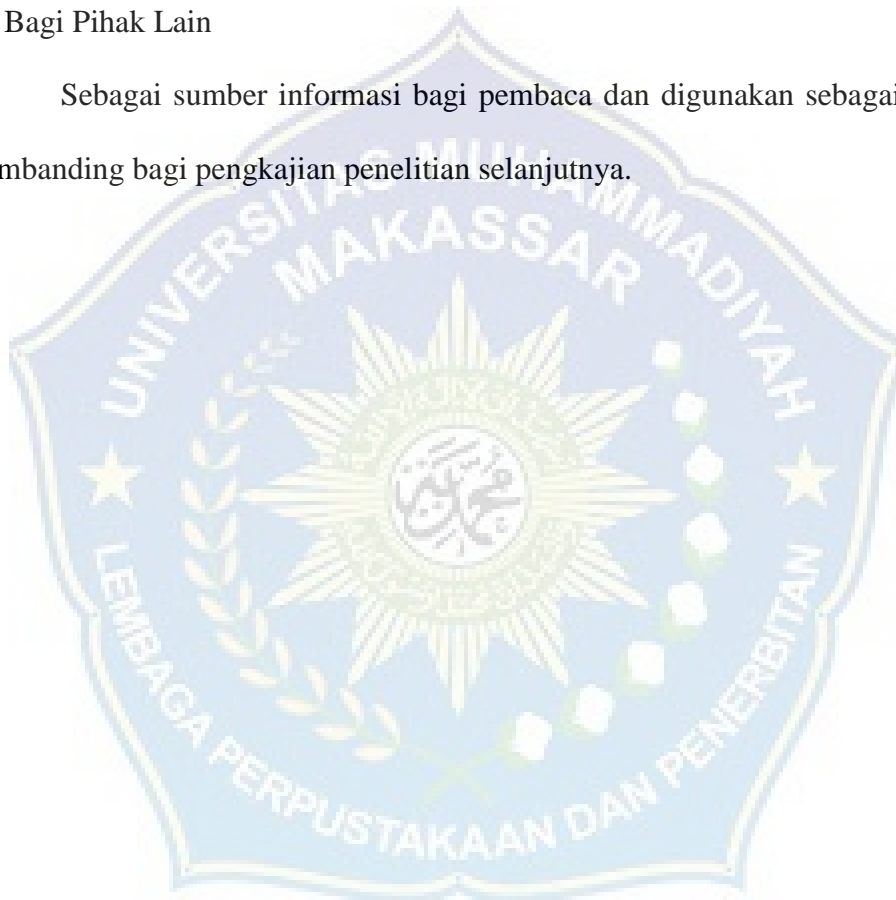 Bagi Pihak Lain
Sebagai sumber informasi bagi pembaca dan digunakan sebagai
mbanding bagi pengkajian penelitian selanjutnya.
UNIVERSITAS MUHAMMADIYAH
MAKASSAR
محمدية
LEMBAGA PERPUSTAKAAN DAN PENERBITAN